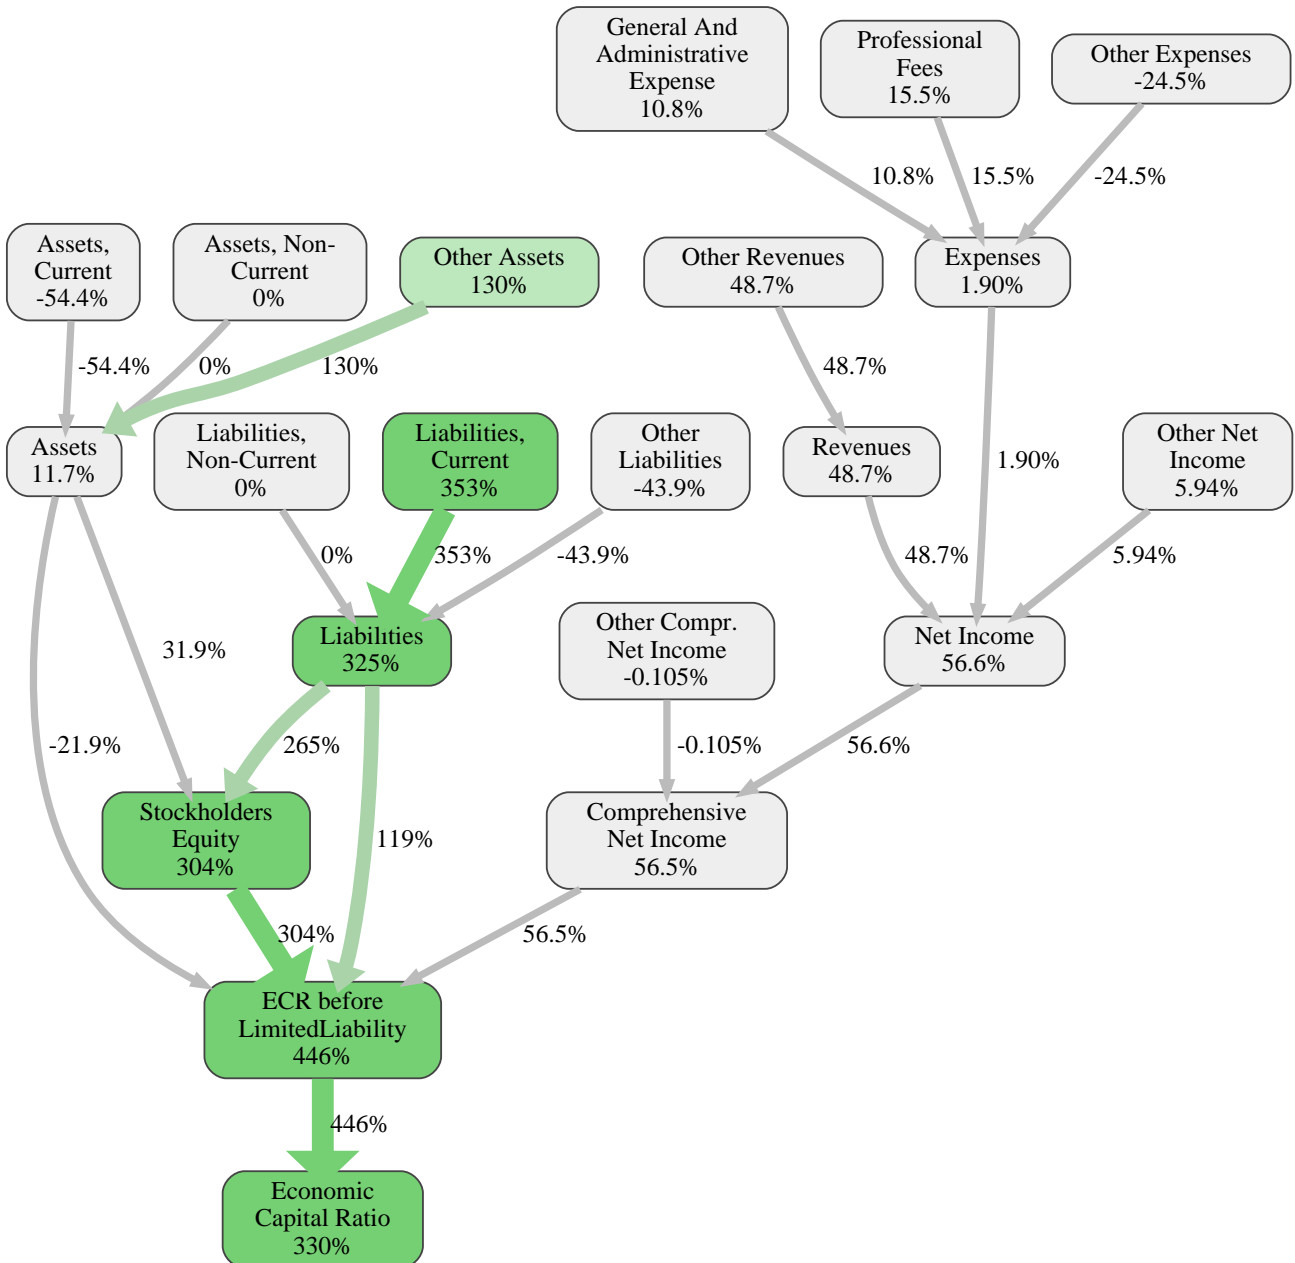 General And
Administrative
Expense
10.8%
Professional
Fees
15.5%
Other Expenses
-24.5%
10.8%
15.5%
-24.5%
Assets,
Current
-54.4%
Assets, Non-
Current
0%
Other Assets
130%
Other Revenues
48.7%
Expenses
1.90%
-54.4%
0%
130%
48.7%
Assets
11.7%
Liabilities,
Non-Current
0%
Liabilities,
Current
353%
Other
Liabilities
-43.9%
Revenues
48.7%
1.90%
Other Net
Income
5.94%
0%
353%
-43.9%
48.7%
5.94%
31.9%
Liabilities
325%
Other Compr.
Net Income
-0.105%
Net Income
56.6%
-21.9%
265%
-0.105%
56.6%
Stockholders
Equity
304%
119%
Comprehensive
Net Income
56.5%
304%
56.5%
ECR before
LimitedLiability
446%
446%
Economic
Capital Ratio
330%